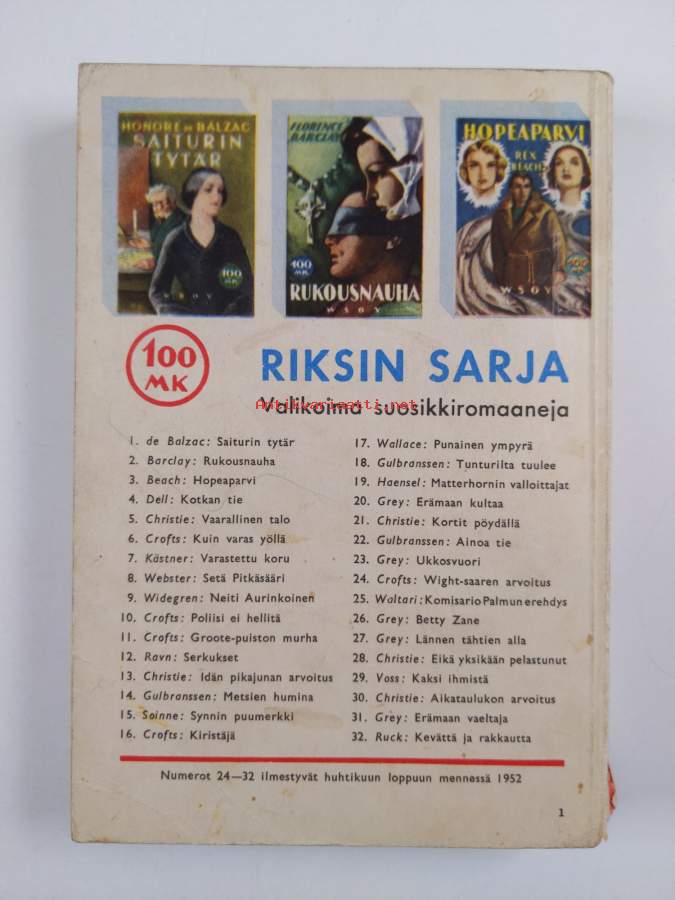 HONORÉ DE BALZAC
SAITURIN
TYTÄR
100
MK
WSOY
FLORENCE
BARCLAY
100
MK
RUKOUSNAUHA
WSOY
HOPEAPARVI
REX
BEACH
100
MK
WSOY
100
MK
RIKSIN SARJA
Valikoima suosikkiromaaneja
Antikvariaatti.net
1. de Balzac: Saiturin tytär
2. Barclay: Rukousnauha
3. Beach: Hopeaparvi
4. Dell: Kotkan tie
5. Christie: Vaarallinen talo
6. Crofts: Kuin varas yöllä
7. Kästner: Varastettu koru
8. Webster: Setä Pitkäsääri
9. Widegren: Neiti Aurinkoinen
10. Crofts: Poliisi ei hellitä
11. Crofts: Groote-puiston murha
12. Ravn: Serkukset
13. Christie: Idän pikajunan arvoitus
14. Gulbranssen: Metsien humina
15. Soinne: Synnin puumerkki
16. Crofts: Kiristäjä
17. Wallace: Punainen ympyrä
18. Gulbranssen: Tunturilta tuulee
19. Haensel: Matterhornin valloittajat
20. Grey: Erämaan kultaa
21. Christie: Kortit pöydällä
22. Gulbranssen: Ainoa tie
23. Grey: Ukkosvuori
24. Crofts: Wight-saaren arvoitus
25. Waltari: Komisario Palmun erehdys
26. Grey: Betty Zane
27. Grey: Lännen tähtien alla
28. Christie: Eikä yksikään pelastunut
29. Voss: Kaksi ihmistä
30. Christie: Aikataulukon arvoitus
31. Grey: Erämaan vaeltaja
32. Ruck: Kevättä ja rakkautta
Numerot 24—32 ilmestyvät huhtikuun loppuun mennessä 1952
1